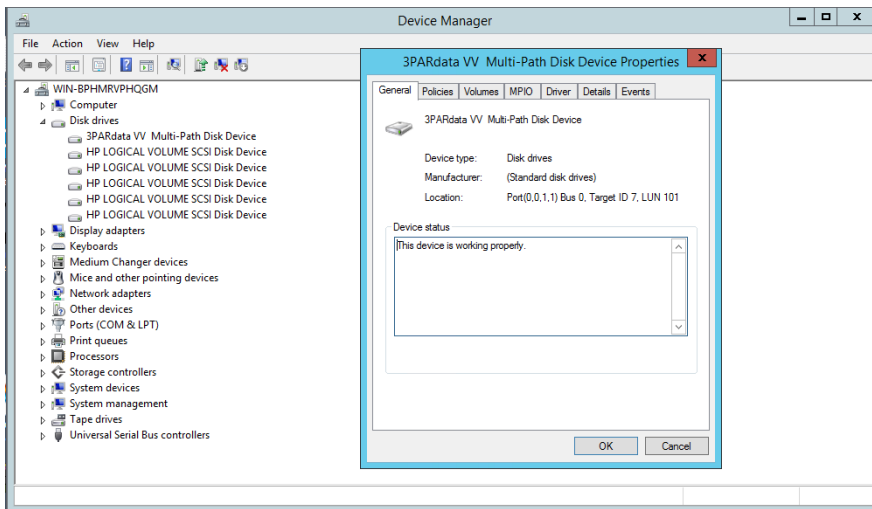 Device Manager
File Action View Help
WIN-BPHMRVPHQGM
Computer
Disk drives
3PARdata VV Multi-Path Disk Device
HP LOGICAL VOLUME SCSI Disk Device
HP LOGICAL VOLUME SCSI Disk Device
HP LOGICAL VOLUME SCSI Disk Device
HP LOGICAL VOLUME SCSI Disk Device
HP LOGICAL VOLUME SCSI Disk Device
Display adapters
Keyboards
Medium Changer devices
Mice and other pointing devices
Network adapters
Other devices
Ports (COM & LPT)
Print queues
Processors
Storage controllers
System devices
System management
Tape drives
Universal Serial Bus controllers
3PARdata VV Multi-Path Disk Device Properties
General Policies Volumes MPIO Driver Details Events
3PARdata VV Multi-Path Disk Device
Device type: Disk drives
Manufacturer: (Standard disk drives)
Location: Port(0,0,1,1) Bus 0, Target ID 7, LUN 101
Device status
This device is working properly.
OK Cancel